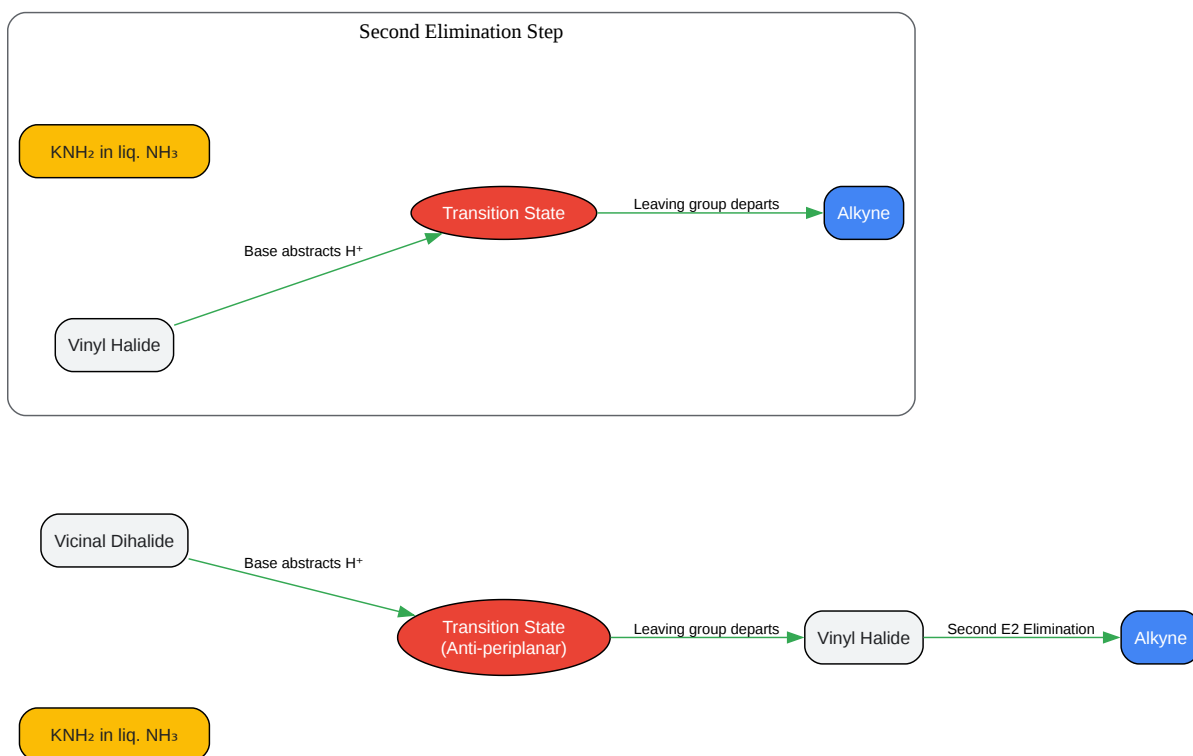 Second Elimination Step
KNH₂ in liq. NH₃
Transition State
Leaving group departs
Alkyne
Base abstracts H⁺
Vinyl Halide
Vicinal Dihalide
Base abstracts H⁺
Transition State
(Anti-periplanar)
Leaving group departs
Vinyl Halide
Second E2 Elimination
Alkyne
KNH₂ in liq. NH₃